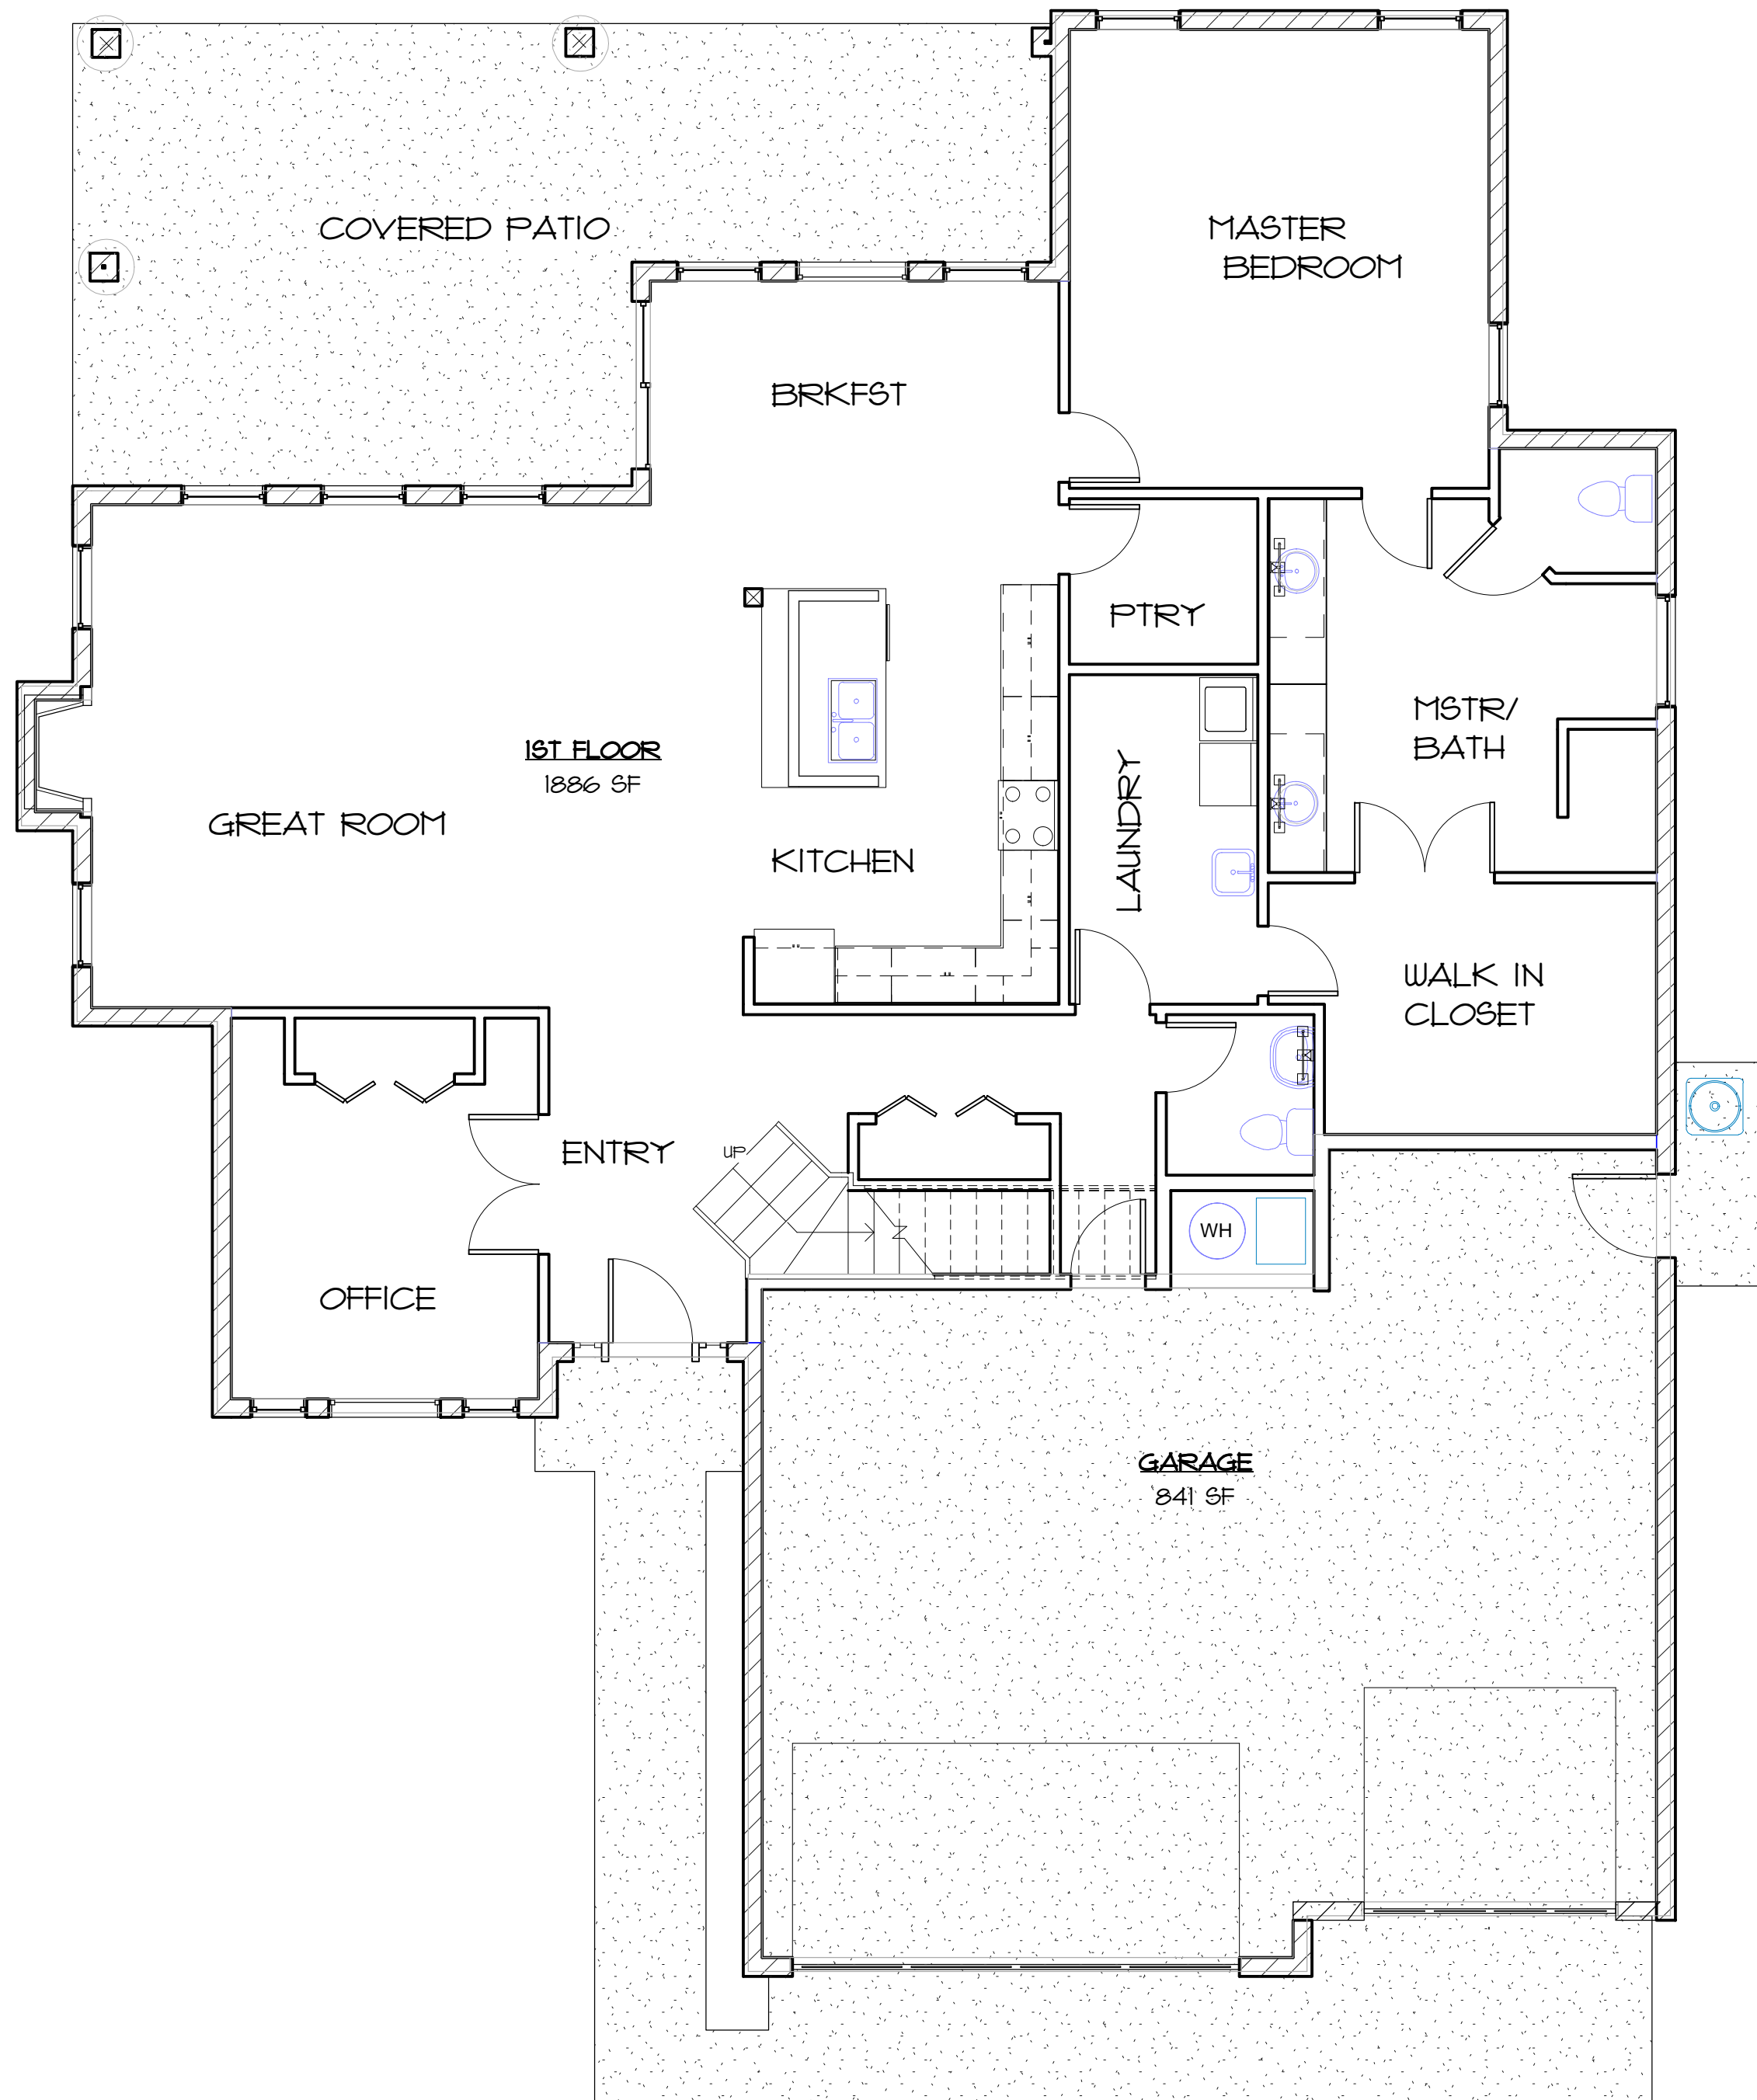 COVERED PATIO
MASTER
BEDROOM
BRKFST
PTRY
MSTR/
BATH
1ST FLOOR
1886 SF
GREAT ROOM
KITCHEN
LAUNDRY
WALK IN
CLOSET
ENTRY
UP
WH
OFFICE
GARAGE
841 SF